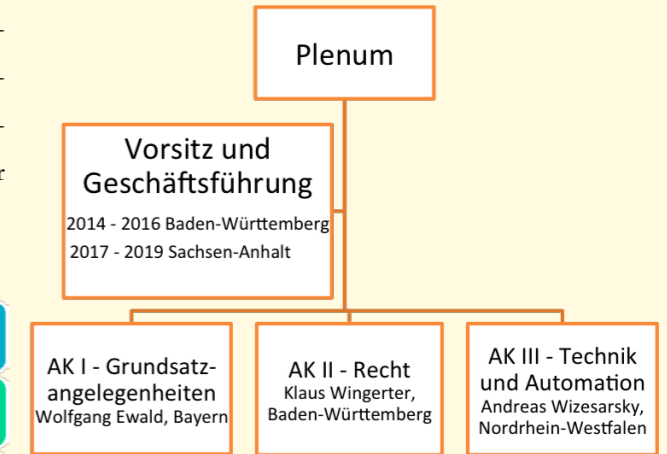 Plenum
Vorsitz und
Geschäftsführung
2014 - 2016 Baden-Württemberg
2017 - 2019 Sachsen-Anhalt
AK I - Grundsatz-
angelegenheiten
Wolfgang Ewald, Bayern
AK II - Recht
Klaus Wingerter,
Baden-Württemberg
AK III - Technik
und Automation
Andreas Wizesarsky,
Nordrhein-Westfalen